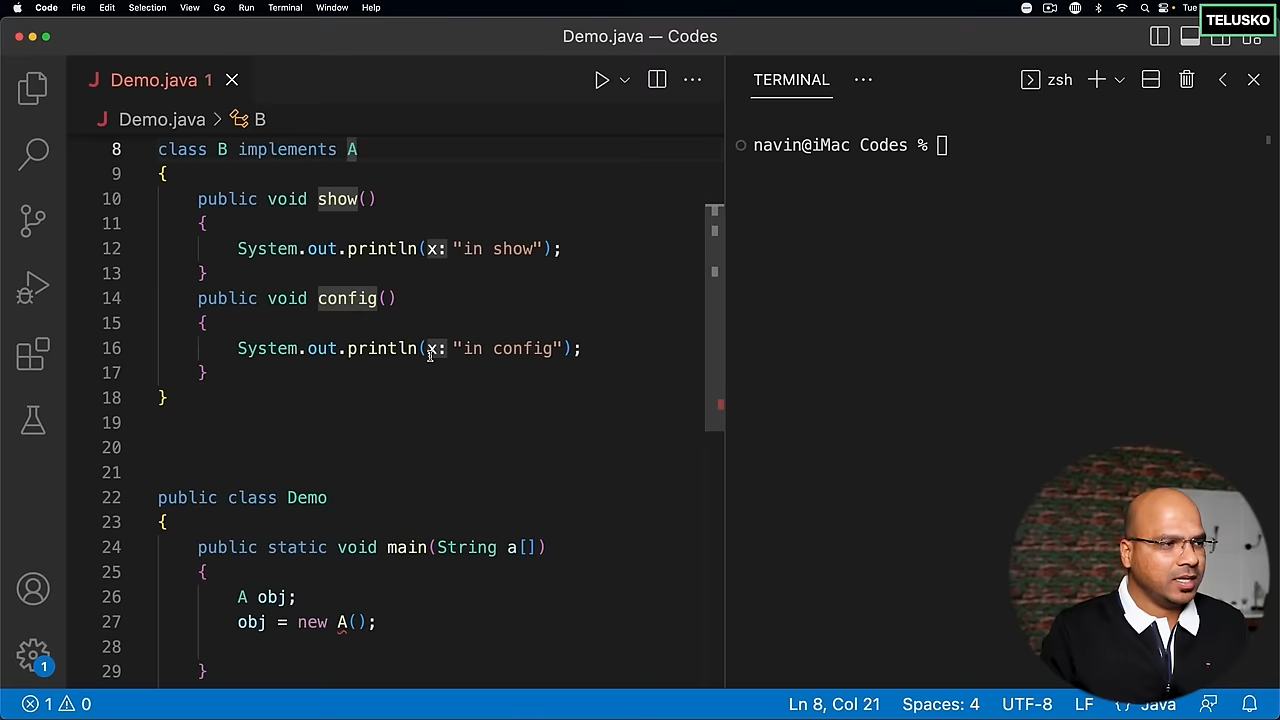 Code File Edit Selection View Go Run Terminal Window Help
Tue
TELUSKO
Demo.java — Codes
J Demo.java 1
J Demo.java > B
TERMINAL
zsh
navin@iMac Codes %
8 class B implements A
9 {
10 public void show()
11 {
12 System.out.println(x:"in show");
13 }
14 public void config()
15 {
16 System.out.println(x:"in config");
17 }
18 }
19
20
21
22 public class Demo
23 {
24 public static void main(String a[])
25 {
26 A obj;
27 obj = new A();
28
29 }
1
1 0
Ln 8, Col 21 Spaces: 4 UTF-8 LF Java